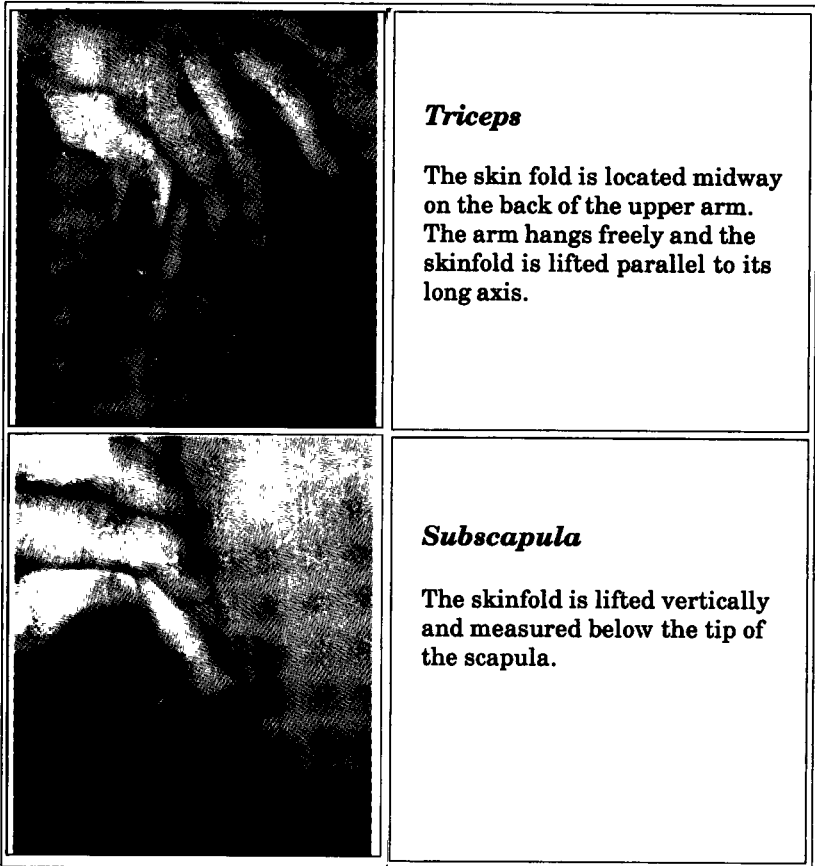 Triceps
The skin fold is located midway
on the back of the upper arm.
The arm hangs freely and the
skinfold is lifted parallel to its
long axis.
Subscapula
The skinfold is lifted vertically
and measured below the tip of
the scapula.